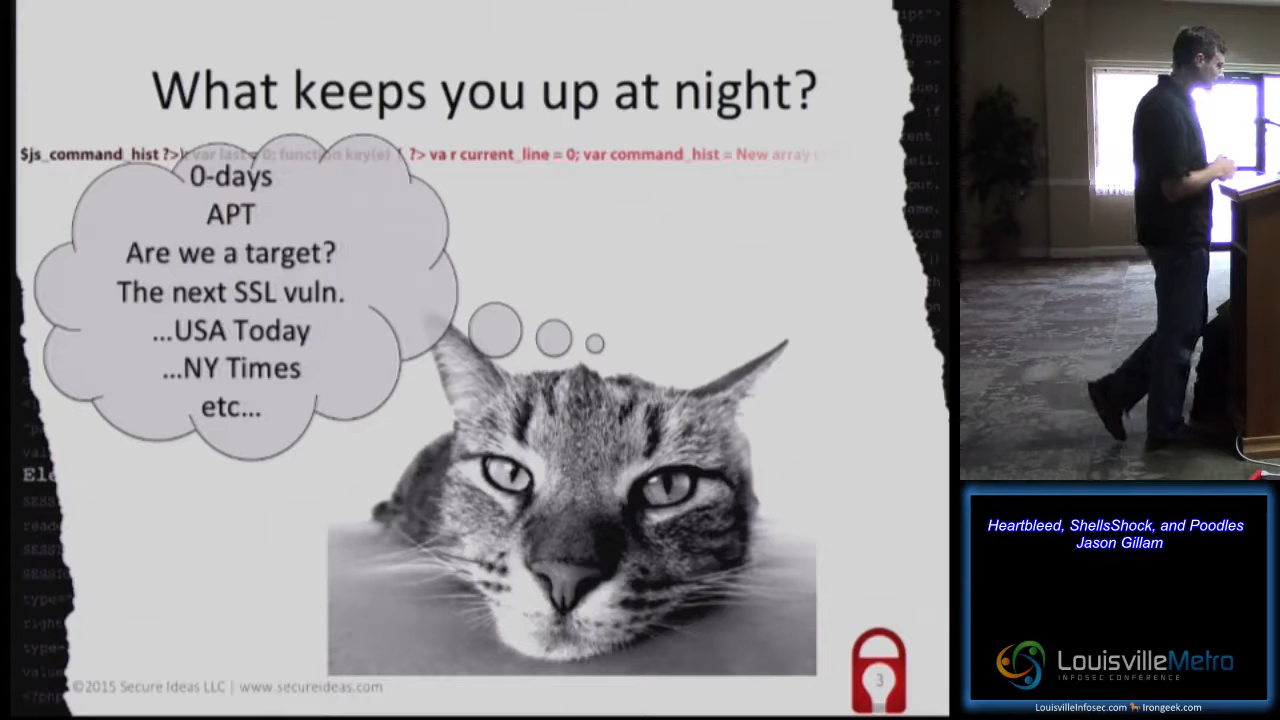 What keeps you up at night?
$js_command_hist ?>); var last = 0; function key(e) { ?> va r current_line = 0; var command_hist = New array
0-days
APT
Are we a target?
The next SSL vuln.
...USA Today
...NY Times
etc...
©2015 Secure Ideas LLC | www.secureideas.com
3
Heartbleed, ShellsShock, and Poodles
Jason Gillam
LouisvilleMetro
INFOSEC CONFERENCE
LouisvilleInfosec.com Irongeek.com